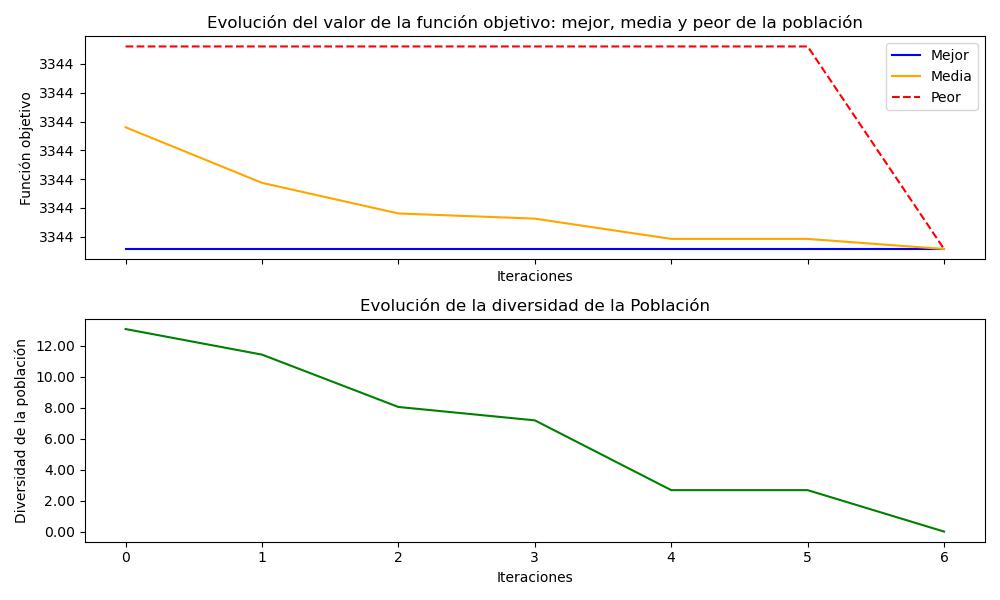 Evolución del valor de la función objetivo: mejor, media y peor de la población
Función objetivo
3344
3344
3344
3344
3344
3344
3344
Mejor
Media
Peor
Iteraciones
Evolución de la diversidad de la Población
Diversidad de la población
12.00
10.00
8.00
6.00
4.00
2.00
0.00
0 1 2 3 4 5 6
Iteraciones